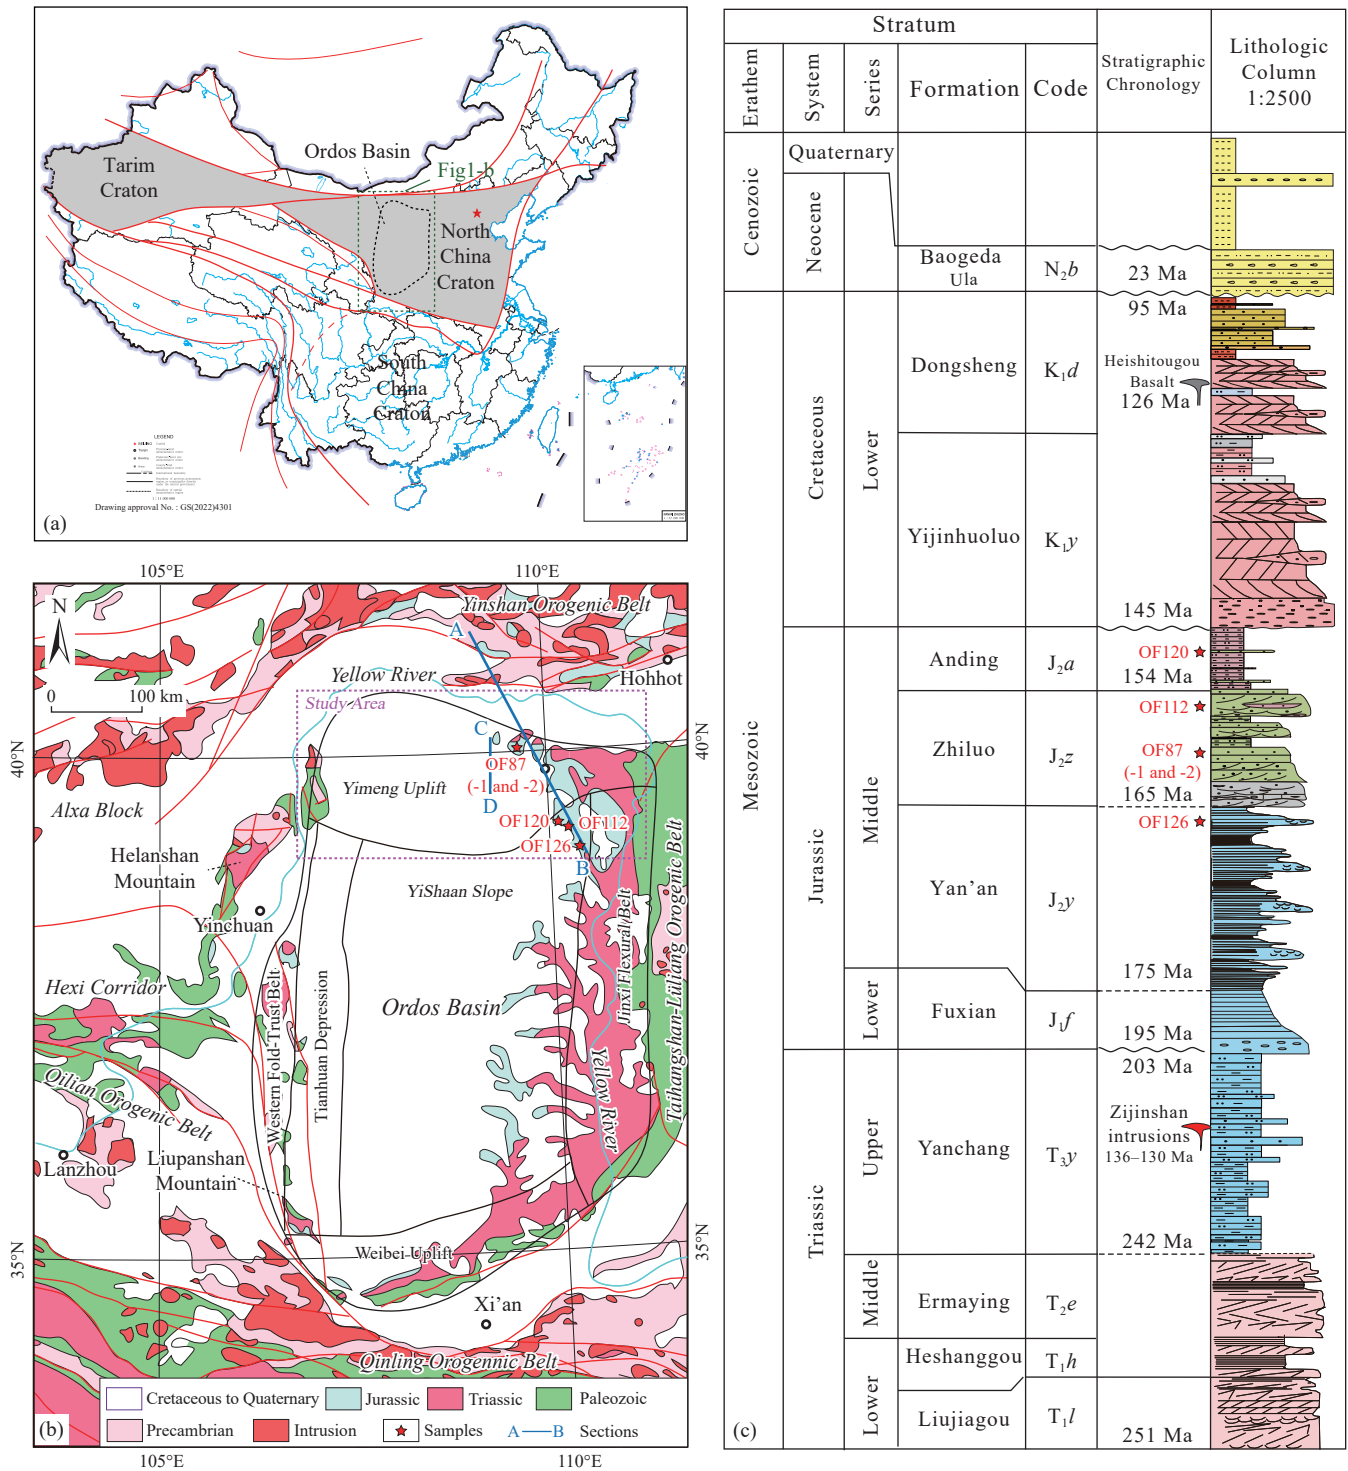 Ordos Basin
Tarim
Craton
Fig1-b
North
China
Craton
South
China
Craton
LEGEND
Drawing approval No. : GS(2022)4301
(a)
105°E
110°E
N
0
100 km
Yinshan Orogenic Belt
A
Yellow River
Hohhot
Study Area
C
40°N
40°N
OF87
(-1 and -2)
Yimeng Uplift
D
Alxa Block
OF120
OF112
OF126
B
Helanshan
Mountain
YiShaan Slope
Yinchuan
Hexi Corridor
Ordos Basin
Western Fold-Trust Belt
Tianhuan Depression
Jinxi Flexural Belt
Taihangshan-Lüliang Orogenic Belt
Yellow River
Qilian Orogenic Belt
Lanzhou
Liupanshan
Mountain
Weibei Uplift
35°N
35°N
Xi'an
Qinling Orogennic Belt
Cretaceous to Quaternary
Jurassic
Triassic
Paleozoic
Precambrian
Intrusion
Samples
A
B
Sections
(b)
105°E
110°E
Stratum
Erathem
System
Series
Formation
Code
Stratigraphic
Chronology
Lithologic
Column
1:2500
Cenozoic
Quaternary
Neocene
Baogeda
Ula
N2b
23 Ma
95 Ma
Mesozoic
Cretaceous
Lower
Dongsheng
K1d
Heishitougou
Basalt
126 Ma
Yijinhuoluo
K1y
145 Ma
Jurassic
Middle
Anding
J2a
OF120
154 Ma
Zhiluo
J2z
OF112
OF87
(-1 and -2)
165 Ma
Yan'an
J2y
OF126
175 Ma
Lower
Fuxian
J1f
195 Ma
203 Ma
Triassic
Upper
Yanchang
T3y
Zijinshan
intrusions
136–130 Ma
242 Ma
Middle
Ermaying
T2e
Lower
Heshanggou
T1h
Liujiagou
T1l
251 Ma
(c)